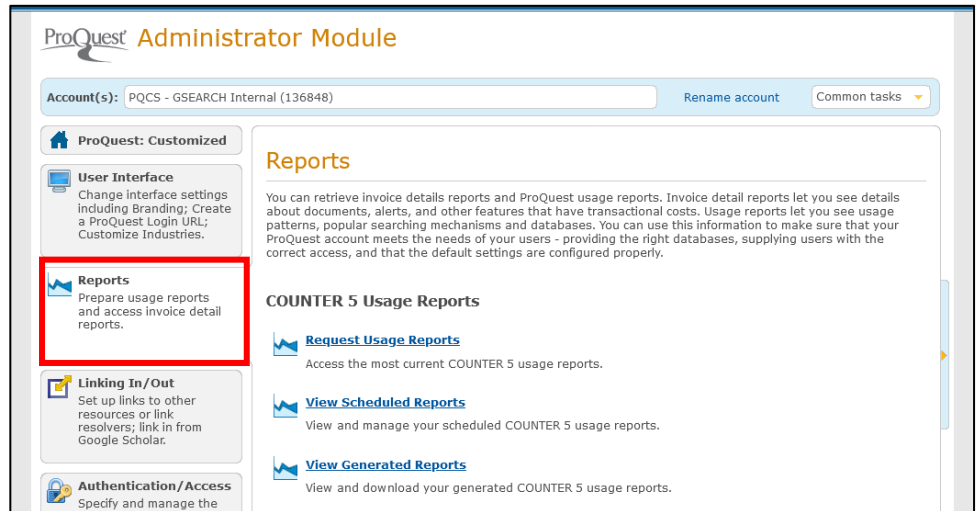 ProQuest Administrator Module
Account(s): PQCS - GSEARCH Internal (136848) Rename account Common tasks
ProQuest: Customized
User Interface
Change interface settings
including Branding; Create
a ProQuest Login URL;
Customize Industries.
Reports
Prepare usage reports
and access invoice detail
reports.
Linking In/Out
Set up links to other
resources or link
resolvers; link in from
Google Scholar.
Authentication/Access
Specify and manage the
Reports
You can retrieve invoice details reports and ProQuest usage reports. Invoice detail reports let you see details
about documents, alerts, and other features that have transactional costs. Usage reports let you see usage
patterns, popular searching mechanisms and databases. You can use this information to make sure that your
ProQuest account meets the needs of your users - providing the right databases, supplying users with the
correct access, and that the default settings are configured properly.
COUNTER 5 Usage Reports
Request Usage Reports
Access the most current COUNTER 5 usage reports.
View Scheduled Reports
View and manage your scheduled COUNTER 5 usage reports.
View Generated Reports
View and download your generated COUNTER 5 usage reports.